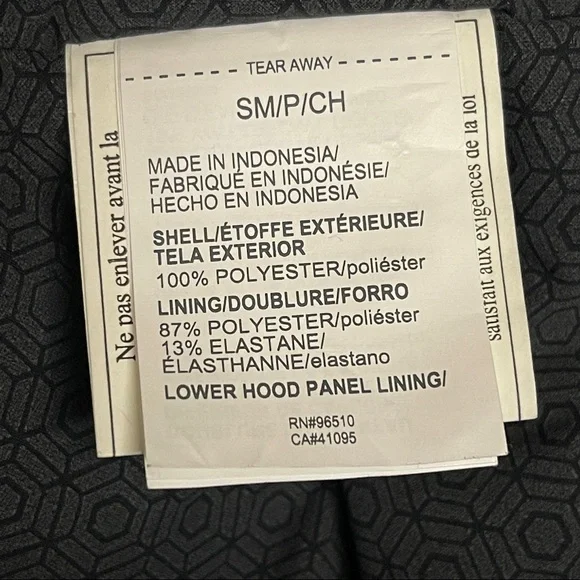 - - - - - - - - TEAR AWAY - - - - - - -
SM/P/CH
MADE IN INDONESIA/
FABRIQUÉ EN INDONÉSIE/
HECHO EN INDONESIA
SHELL/ÉTOFFE EXTÉRIEURE/
TELA EXTERIOR
100% POLYESTER/poliéster
LINING/DOUBLURE/FORRO
87% POLYESTER/poliéster
13% ELASTANE/
ÉLASTHANNE/elastano
LOWER HOOD PANEL LINING/
RN#96510
CA#41095
Ne pas enlever avant la
satisfait aux exigences de la loi